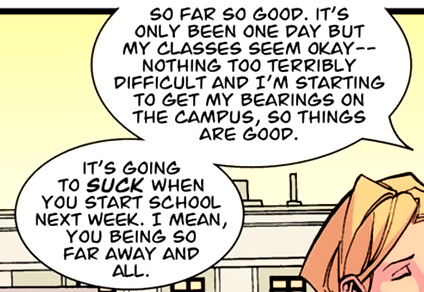 SO FAR SO GOOD. IT'S
ONLY BEEN ONE DAY BUT
MY CLASSES SEEM OKAY--
NOTHING TOO TERRIBLY
DIFFICULT AND I'M STARTING
TO GET MY BEARINGS ON
THE CAMPUS, SO THINGS
ARE GOOD.
IT'S GOING
TO SUCK WHEN
YOU START SCHOOL
NEXT WEEK. I MEAN,
YOU BEING SO
FAR AWAY AND
ALL.